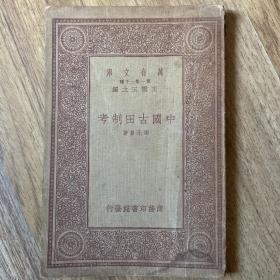 庫文有萬
種千一集一第
編主五雲王
考制田古國中
著
行發館書印務商